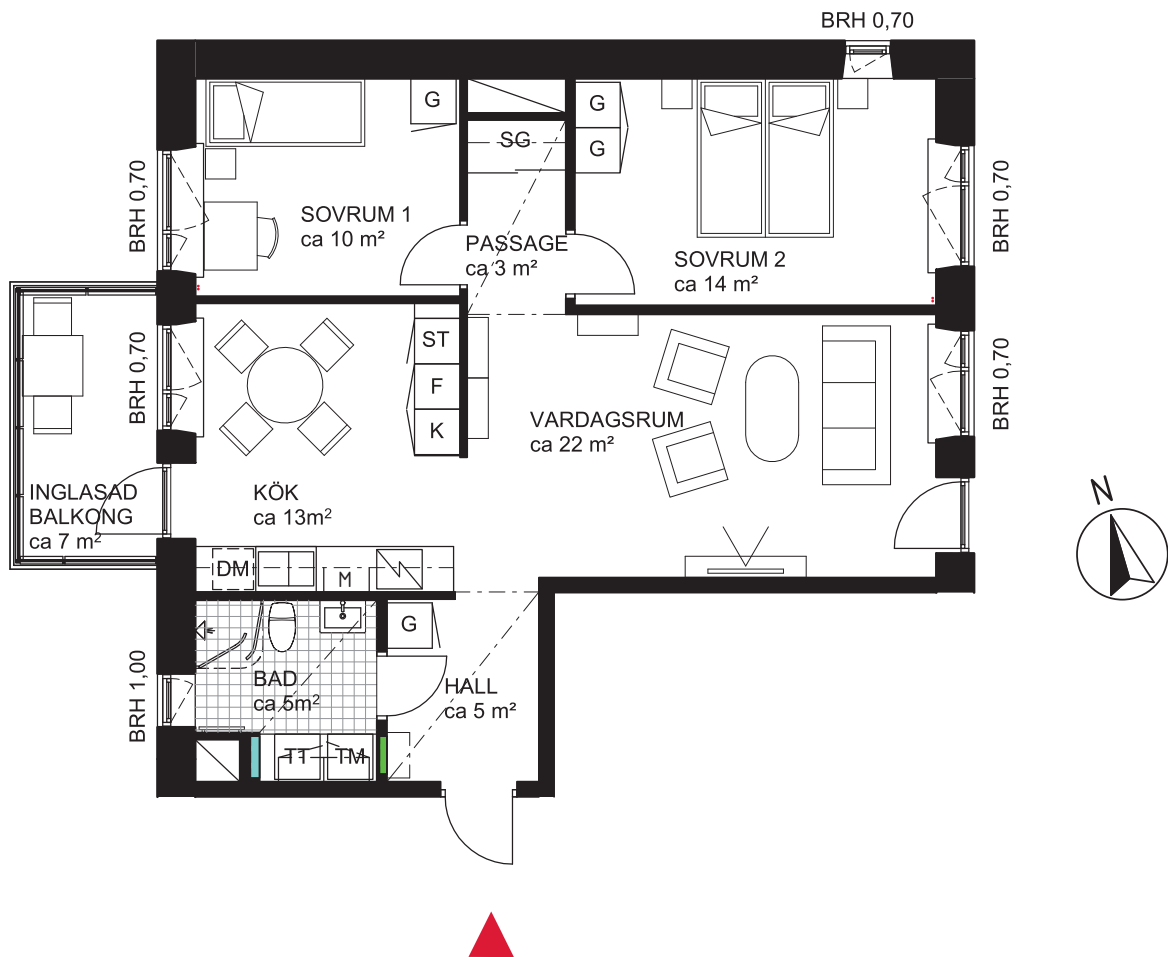 BRH 0,70
G
SG
G
G
BRH 0,70
BRH 0,70
SOVRUM 1
ca 10 m²
PASSAGE
ca 3 m²
SOVRUM 2
ca 14 m²
BRH 0,70
BRH 0,70
ST
F
K
VARDAGSRUM
ca 22 m²
INGLASAD
BALKONG
ca 7 m²
KÖK
ca 13m²
N
DM
M
G
BRH 1,00
BAD
ca 5m²
HALL
ca 5 m²
TT
TM